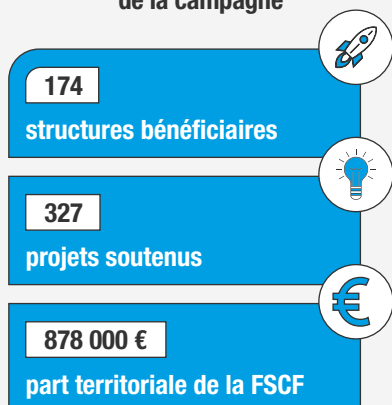 de la campagne
174
structures bénéficiaires
327
projets soutenus
€
878 000 €
part territoriale de la FSCF